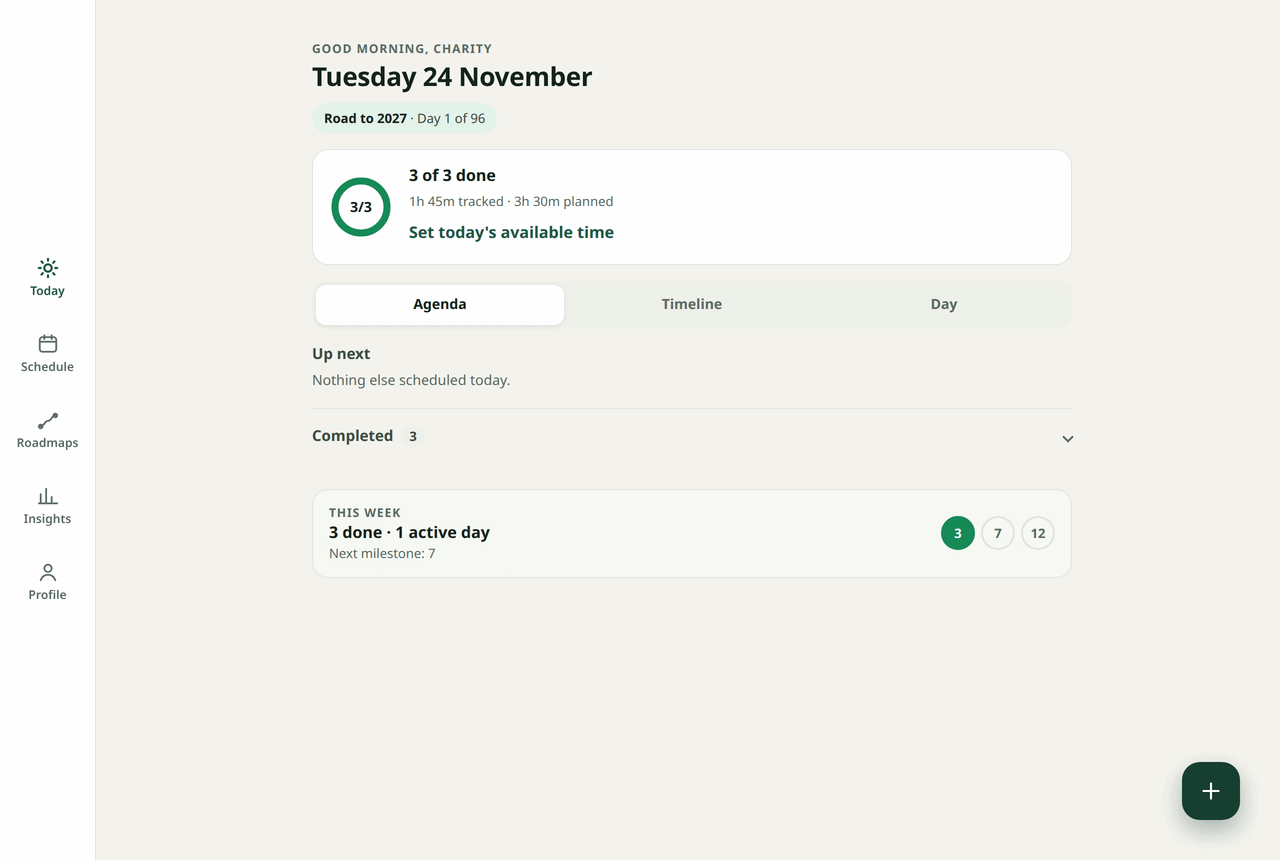 GOOD MORNING, CHARITY
Tuesday 24 November
Road to 2027 · Day 1 of 96
3/3
3 of 3 done
1h 45m tracked · 3h 30m planned
Set today's available time
Agenda
Timeline
Day
Up next
Nothing else scheduled today.
Completed 3
THIS WEEK
3 done · 1 active day
Next milestone: 7
3
7
12
Today
Schedule
Roadmaps
Insights
Profile